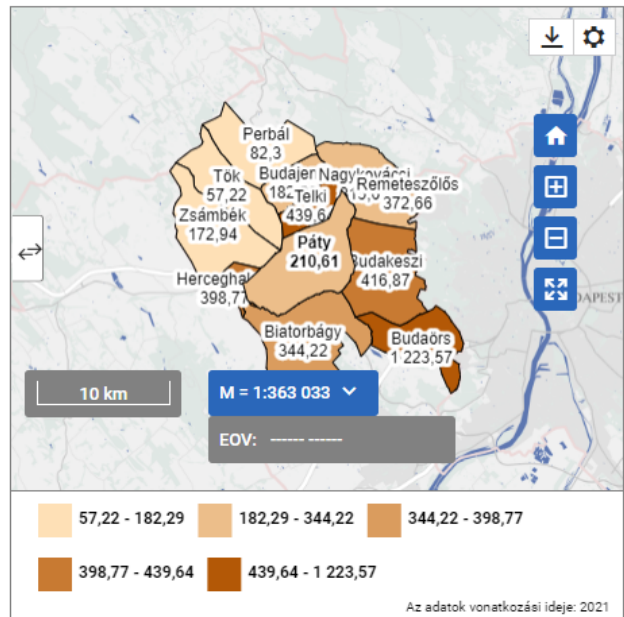 Perbál
82,3
Tök
57,22
Telki
439,6
Remeteszőlős
372,66
Zsámbék
172,94
Páty
210,61
Budakeszi
416,87
398,77
Biatorbágy
344,22
Budaörs
1 223,57
10 km
M = 1:363 033
EOV: ------ ------
57,22 - 182,29
182,29 - 344,22
344,22 - 398,77
398,77 - 439,64
439,64 - 1 223,57
Az adatok vonatkozási ideje: 2021